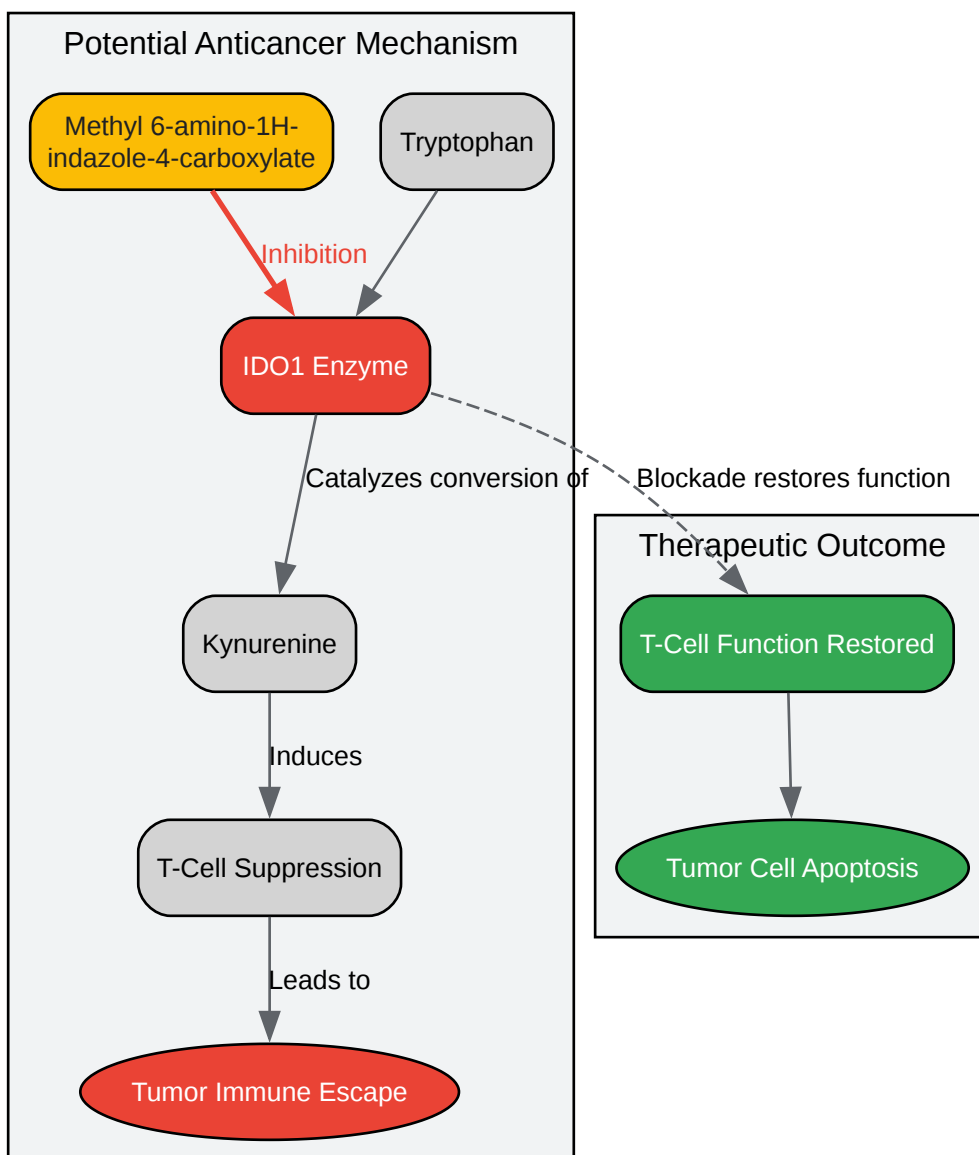 Potential Anticancer Mechanism
Methyl 6-amino-1H-
indazole-4-carboxylate
Tryptophan
Inhibition
IDO1 Enzyme
Catalyzes conversion of
Blockade restores function
Therapeutic Outcome
Kynurenine
T-Cell Function Restored
Induces
T-Cell Suppression
Tumor Cell Apoptosis
Leads to
Tumor Immune Escape